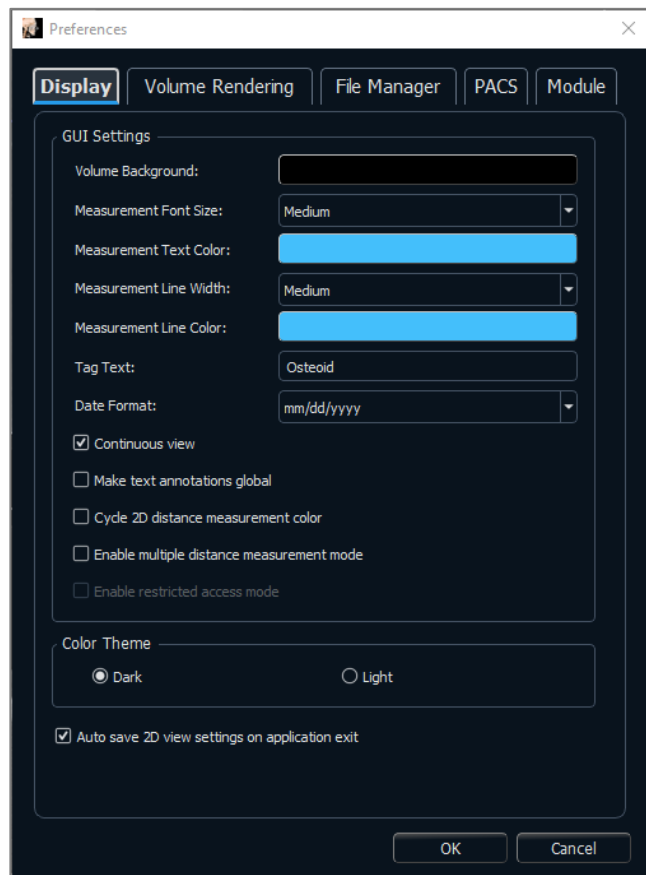 Preferences
Display Volume Rendering File Manager PACS Module
GUI Settings
Volume Background:
Measurement Font Size: Medium
Measurement Text Color:
Measurement Line Width: Medium
Measurement Line Color:
Tag Text: Osteoid
Date Format: mm/dd/yyyy
Continuous view
Make text annotations global
Cycle 2D distance measurement color
Enable multiple distance measurement mode
Enable restricted access mode
Color Theme
Dark Light
Auto save 2D view settings on application exit
OK Cancel